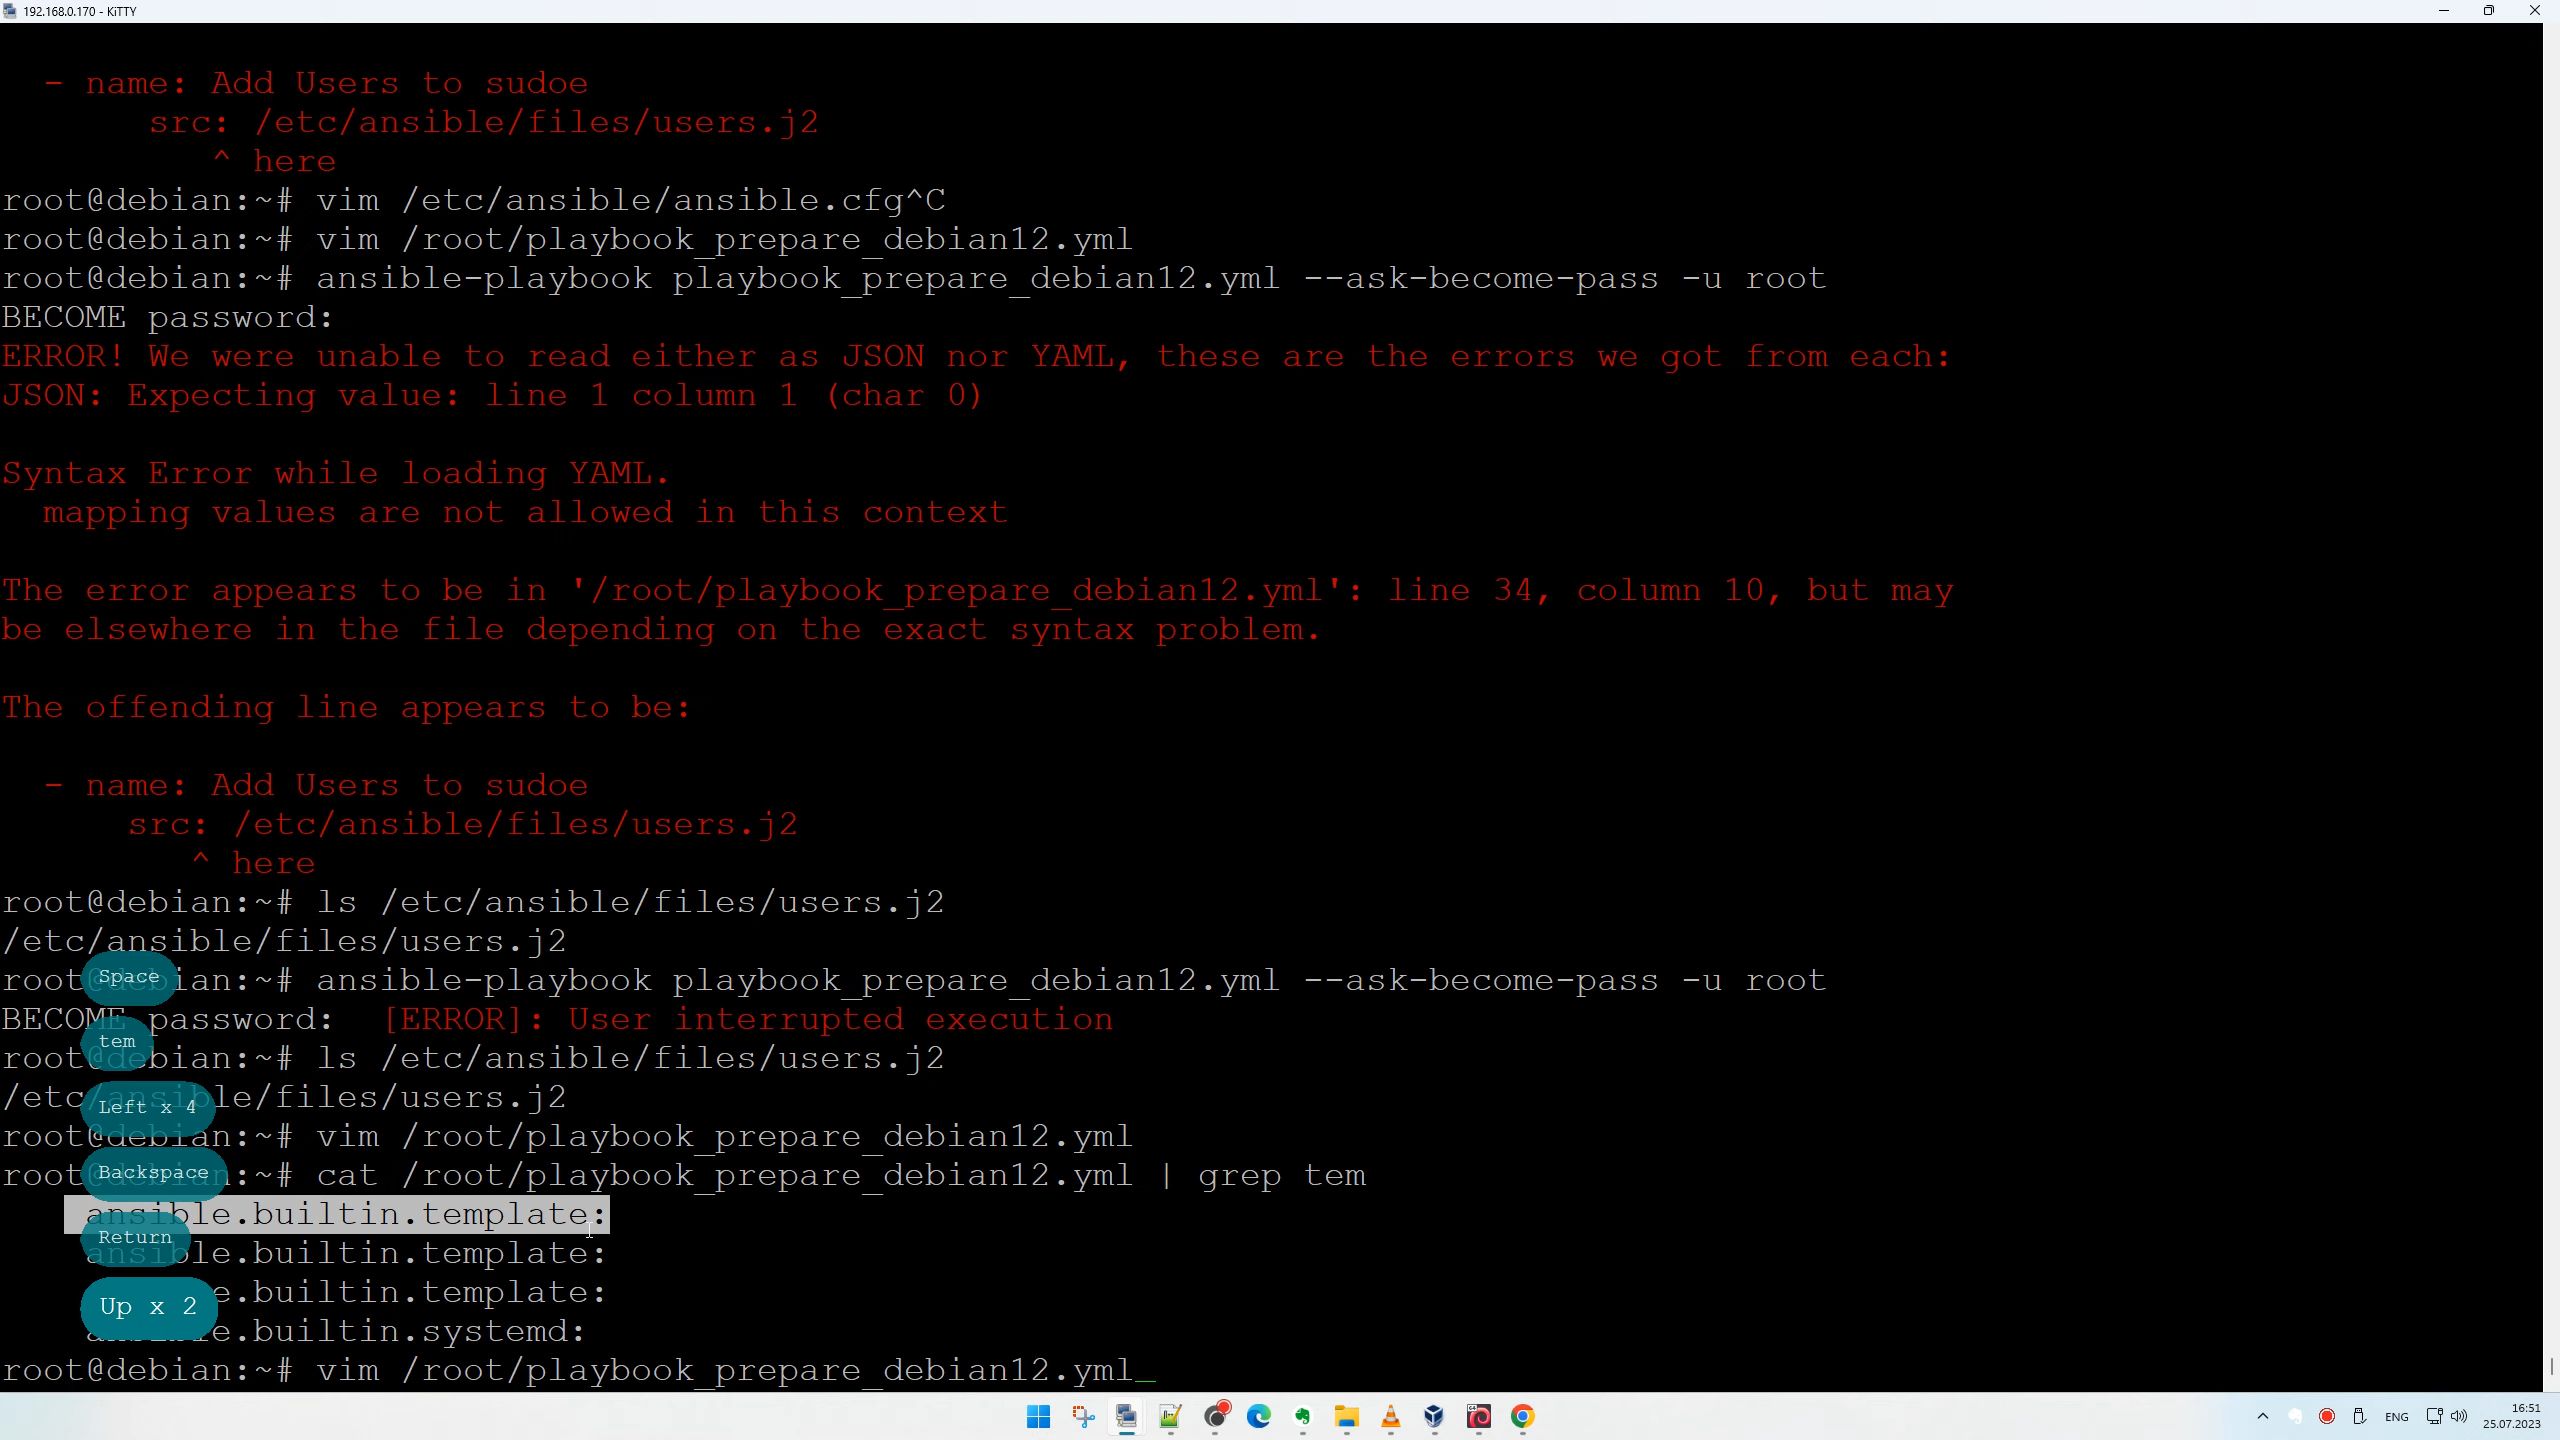 192.168.0.170 - KiTTY
- name: Add Users to sudoe
src: /etc/ansible/files/users.j2
^ here
root@debian:~# vim /etc/ansible/ansible.cfg^C
root@debian:~# vim /root/playbook_prepare_debian12.yml
root@debian:~# ansible-playbook playbook_prepare_debian12.yml --ask-become-pass -u root
BECOME password:
ERROR! We were unable to read either as JSON nor YAML, these are the errors we got from each:
JSON: Expecting value: line 1 column 1 (char 0)
Syntax Error while loading YAML.
mapping values are not allowed in this context
The error appears to be in '/root/playbook_prepare_debian12.yml': line 34, column 10, but may
be elsewhere in the file depending on the exact syntax problem.
The offending line appears to be:
- name: Add Users to sudoe
src: /etc/ansible/files/users.j2
^ here
root@debian:~# ls /etc/ansible/files/users.j2
/etc/ansible/files/users.j2
root@debian:~# ansible-playbook playbook_prepare_debian12.yml --ask-become-pass -u root
Space
BECOME password: [ERROR]: User interrupted execution
tem
root@debian:~# ls /etc/ansible/files/users.j2
/etc/ansible/files/users.j2
Left x 4
root@debian:~# vim /root/playbook_prepare_debian12.yml
root@debian:~# cat /root/playbook_prepare_debian12.yml | grep tem
Backspace
ansible.builtin.template:
Return
ansible.builtin.template:
e.builtin.template:
Up x 2
e.builtin.systemd:
root@debian:~# vim /root/playbook_prepare_debian12.yml_
ENG
16:51
25.07.2023